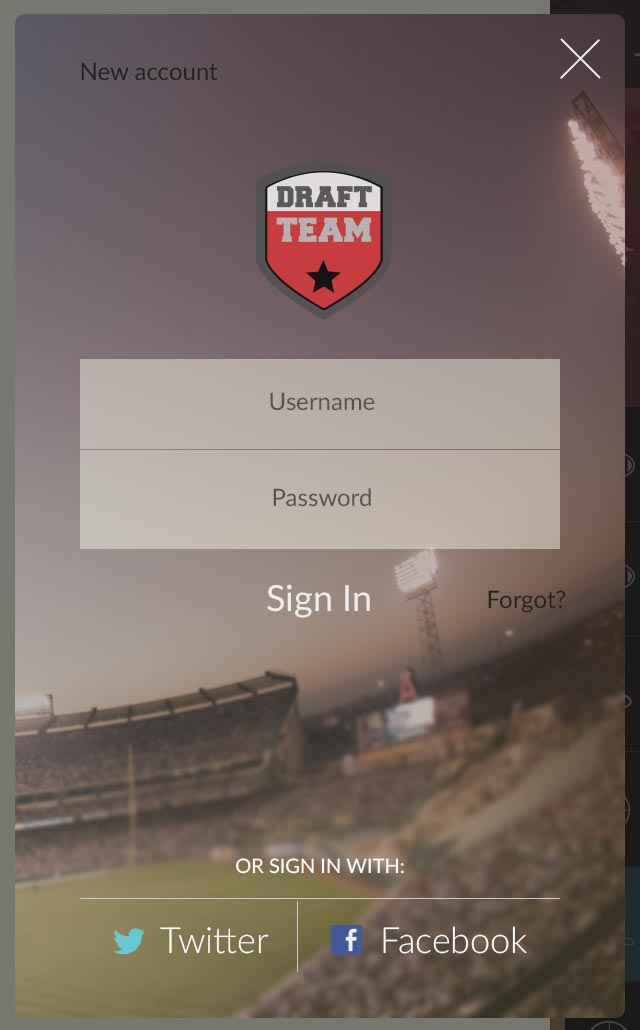 New account
DRAFT
TEAM
Username
Password
Sign In
Forgot?
OR SIGN IN WITH:
Twitter
Facebook